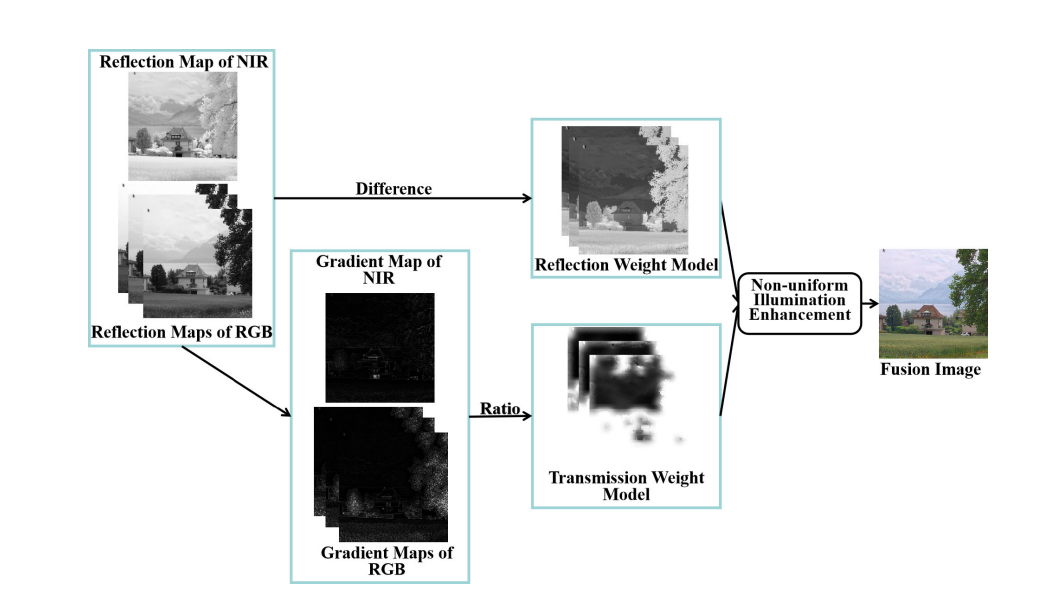 Reflection Map of NIR
Reflection Maps of RGB
Difference
Gradient Map of
NIR
Gradient Maps of
RGB
Ratio
Reflection Weight Model
Transmission Weight
Model
Non-uniform
Illumination
Enhancement
Fusion Image